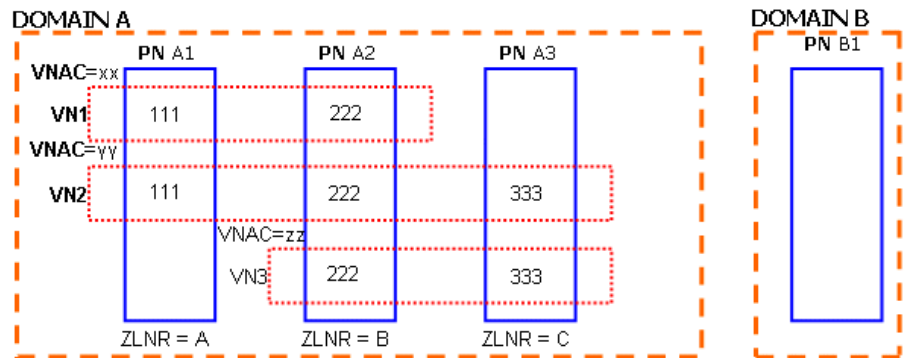 DOMAIN A
DOMAIN B
PN A1
PN A2
PN A3
PN B1
VNAC=xx
VN1
111
222
VNAC=yy
VN2
111
222
333
VNAC=zz
VN3
222
333
ZLNR = A
ZLNR = B
ZLNR = C